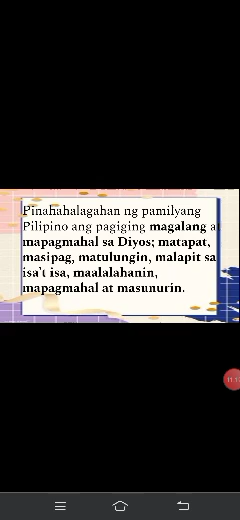 Pinahahalagahan ng pamilyang
Pilipino ang pagiging magalang at
mapagmahal sa Diyos; matapat,
masipag, matulungin, malapit sa
isa't isa, maalalahanin,
mapagmahal at masunurin.